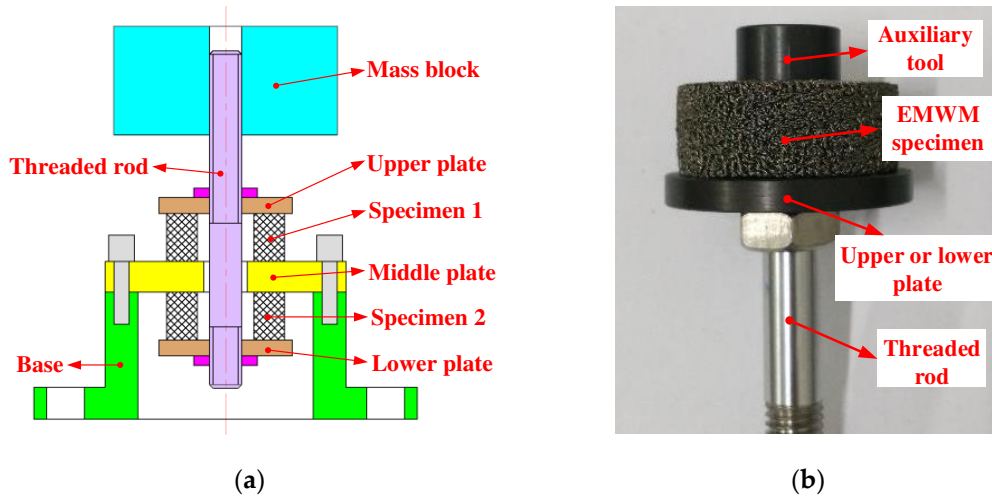 Mass block
Threaded rod
Upper plate
Specimen 1
Middle plate
Specimen 2
Base
Lower plate
(a)
Auxiliary
tool
EMWM
specimen
Upper or lower
plate
Threaded
rod
(b)